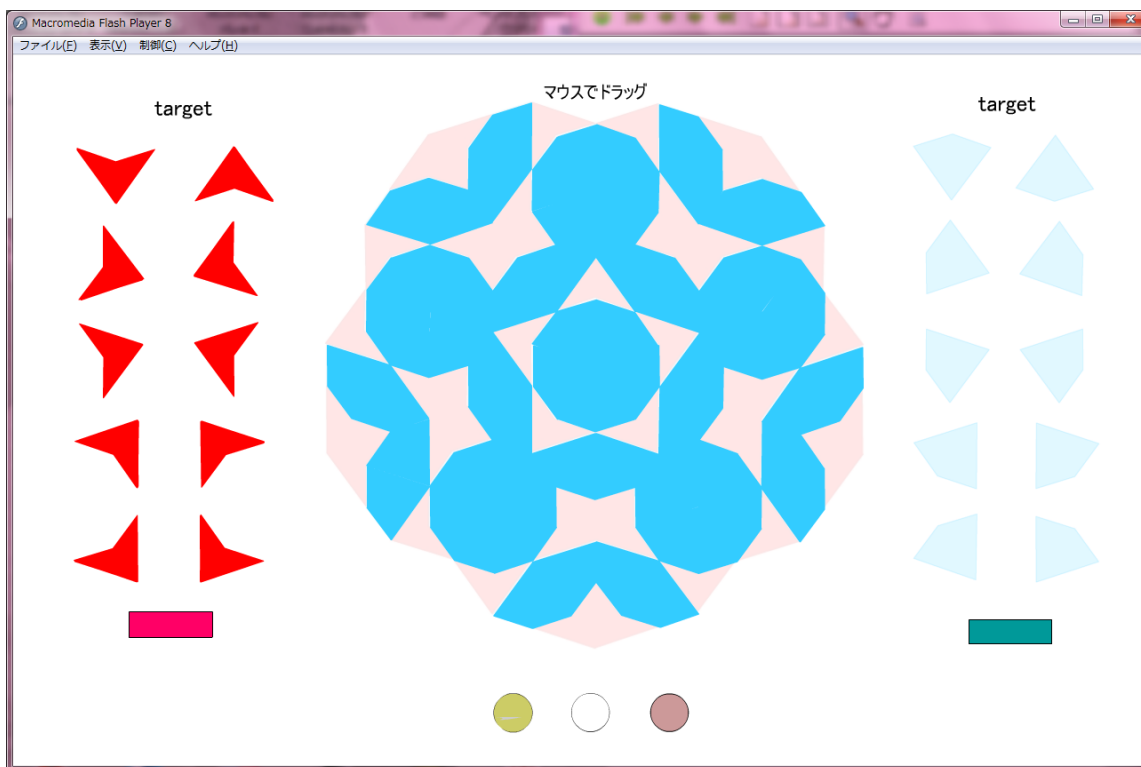 Macromedia Flash Player 8
ファイル(F) 表示(V) 制御(C) ヘルプ(H)
target
マウスでドラッグ
target